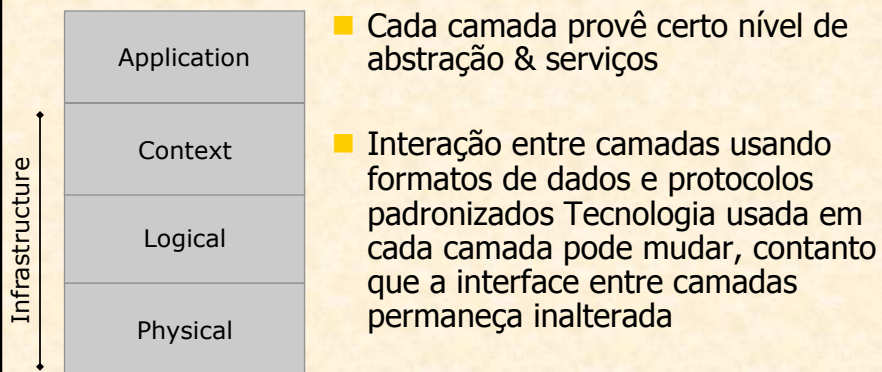 Application
Context
Logical
Physical
Infrastructure
Cada camada provê certo nível de
abstração & serviços
Interação entre camadas usando
formatos de dados e protocolos
padronizados Tecnologia usada em
cada camada pode mudar, contanto
que a interface entre camadas
permaneça inalterada